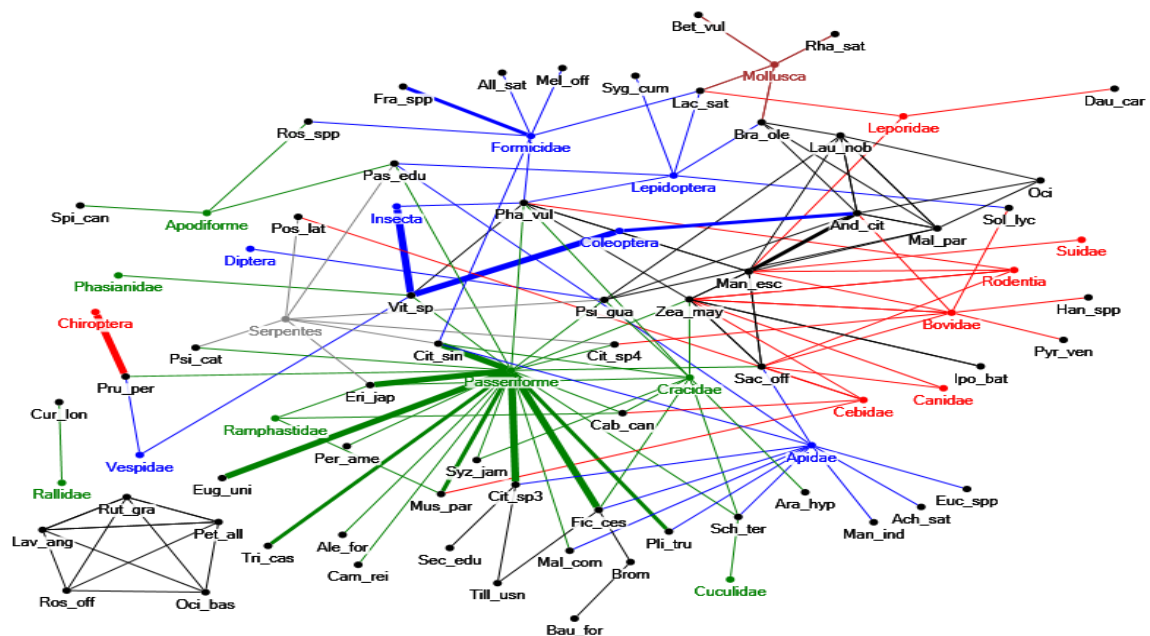 Bet_vul
Rha_sat
Mollusca
All_sat
Mel_off
Fra_spp
Syg_cum
Lac_sat
Dau_car
Ros_spp
Formicidae
Bra_ole
Leporidae
Lau_nob
Pas_edu
Lepidoptera
Oci
Spi_can
Apodiforme
Insecta
Pha_vul
Pos_lat
And_cit
Sol_lyc
Mal_par
Coleoptera
Diptera
Suidae
Phasianidae
Man_esc
Rodentia
Vit_sp
Psi_gua
Zea_may
Chiroptera
Serpentes
Bovidae
Han_spp
Psi_cat
Cit_sin
Cit_sp4
Pyr_ven
Pru_per
Passeriforme
Sac_off
Ipo_bat
Eri_jap
Cracidae
Canidae
Cur_lon
Cebidae
Ramphastidae
Cab_can
Per_ame
Vespidae
Syz_jam
Apidae
Eug_uni
Rallidae
Mus_par
Cit_sp3
Ara_hyp
Euc_spp
Rut_gra
Fic_ces
Sch_ter
Ach_sat
Pet_all
Lav_ang
Pli_tru
Man_ind
Tri_cas
Ale_for
Sec_edu
Mal_com
Cam_rei
Brom
Till_usn
Cuculidae
Ros_off
Oci_bas
Bau_for